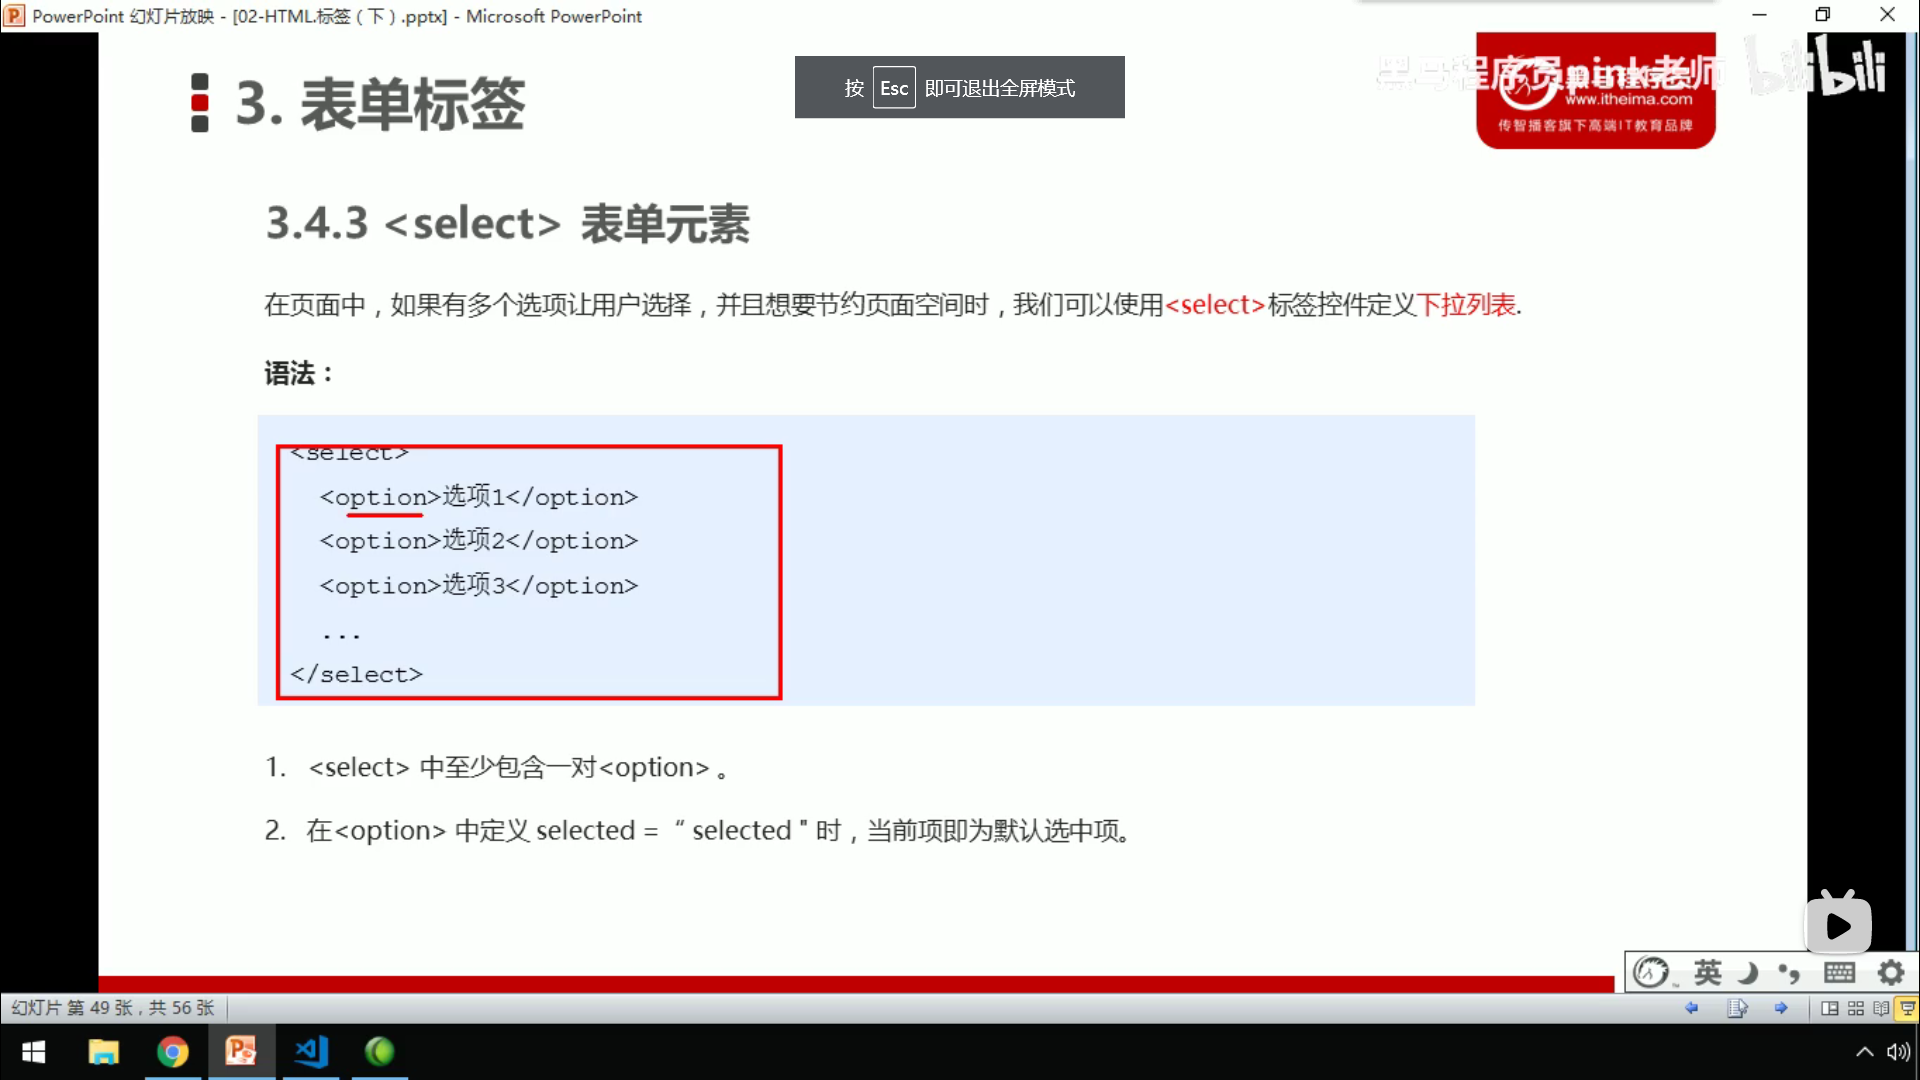 PowerPoint 幻灯片放映 - [02-HTML标签（下）.pptx] - Microsoft PowerPoint
按 Esc 即可退出全屏模式
黑马程序员pink老师
bilibili
www.itheima.com
传智播客旗下高端IT教育品牌
3. 表单标签
3.4.3 <select> 表单元素
在页面中，如果有多个选项让用户选择，并且想要节约页面空间时，我们可以使用<select>标签控件定义下拉列表.
语法：
<select>
<option>选项1</option>
<option>选项2</option>
<option>选项3</option>
...
</select>
1. <select> 中至少包含一对<option> 。
2. 在<option> 中定义 selected = “ selected " 时，当前项即为默认选中项。
英
幻灯片 第 49 张，共 56 张